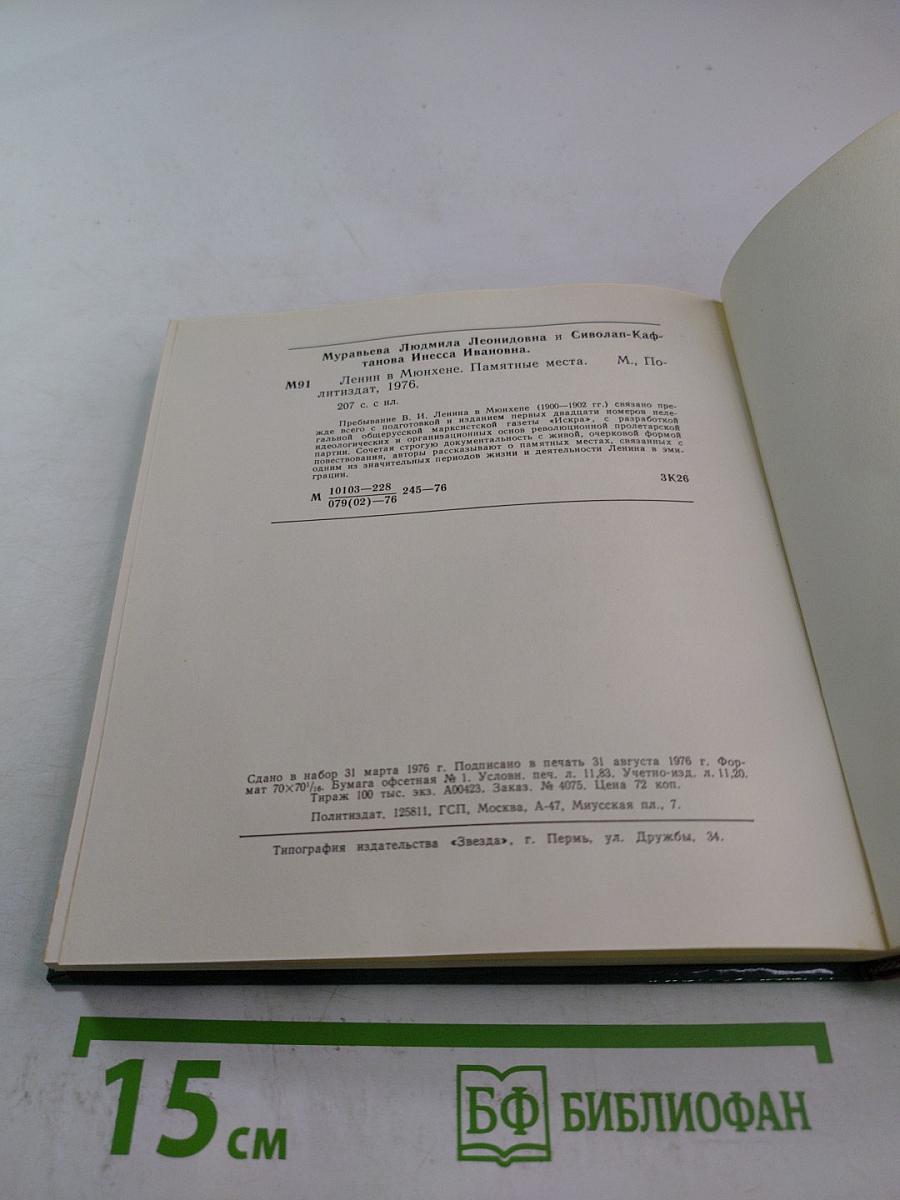 Муравьева Людмила Леонидовна и Сиволап-Каф-
танова Инесса Ивановна.
М91 Ленин в Мюнхене. Памятные места. М., По-
литиздат, 1976.
207 с. с ил.
Пребывание В. И. Ленина в Мюнхене (1900—1902 гг.) связано пре-
жде всего с подготовкой и изданием первых двадцати номеров неле-
гальной общерусской марксистской газеты «Искра», с разработкой
идеологических и организационных основ революционной пролетарской
партии. Сочетая строгую документальность с живой, очерковой формой
повествования, авторы рассказывают о памятных местах, связанных с
одним из значительных периодов жизни и деятельности Ленина в эми-
грации.
М 10103—228 245—76 3К26
079(02)—76
Сдано в набор 31 марта 1976 г. Подписано в печать 31 августа 1976 г. Фор-
мат 70×70¹/₁₆. Бумага офсетная № 1. Условн. печ. л. 11,83. Учетно-изд. л. 11,20.
Тираж 100 тыс. экз. А00423. Заказ. № 4075. Цена 72 коп.
Политиздат. 125811, ГСП, Москва, А-47, Миусская пл., 7.
Типография издательства «Звезда», г. Пермь, ул. Дружбы, 34.
15 см
БФ БИБЛИОФАН